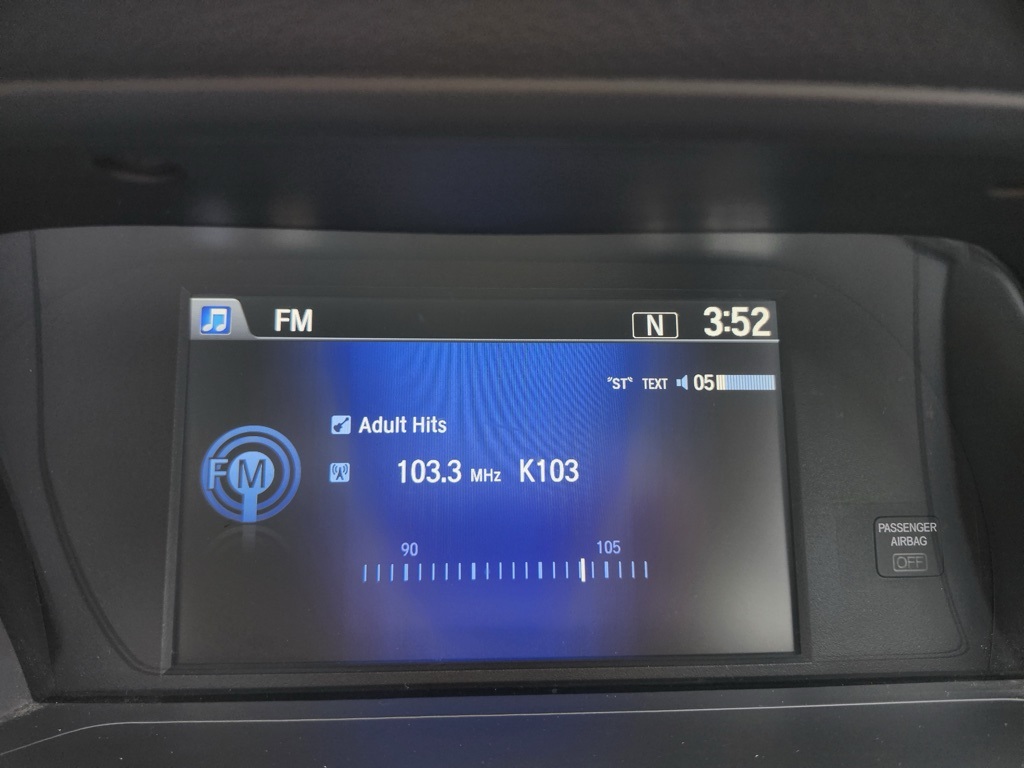 FM N 3:52
"ST" TEXT 05
Adult Hits
FM
103.3 MHz K103
90 105
PASSENGER
AIRBAG
OFF